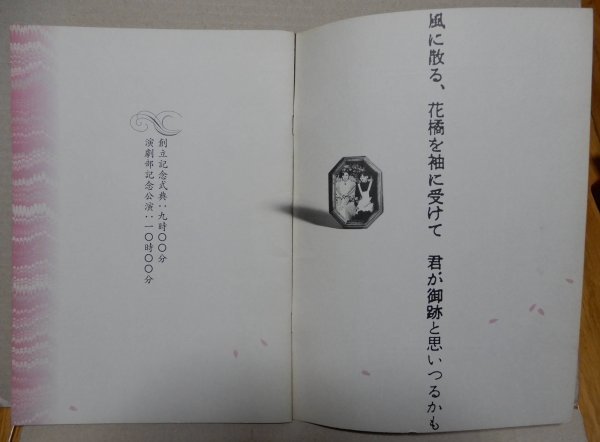 風に散る、花橘を袖に受けて　君が御跡と思いつるかも
創立記念式典：九時〇〇分
演劇部記念公演：一〇時〇〇分